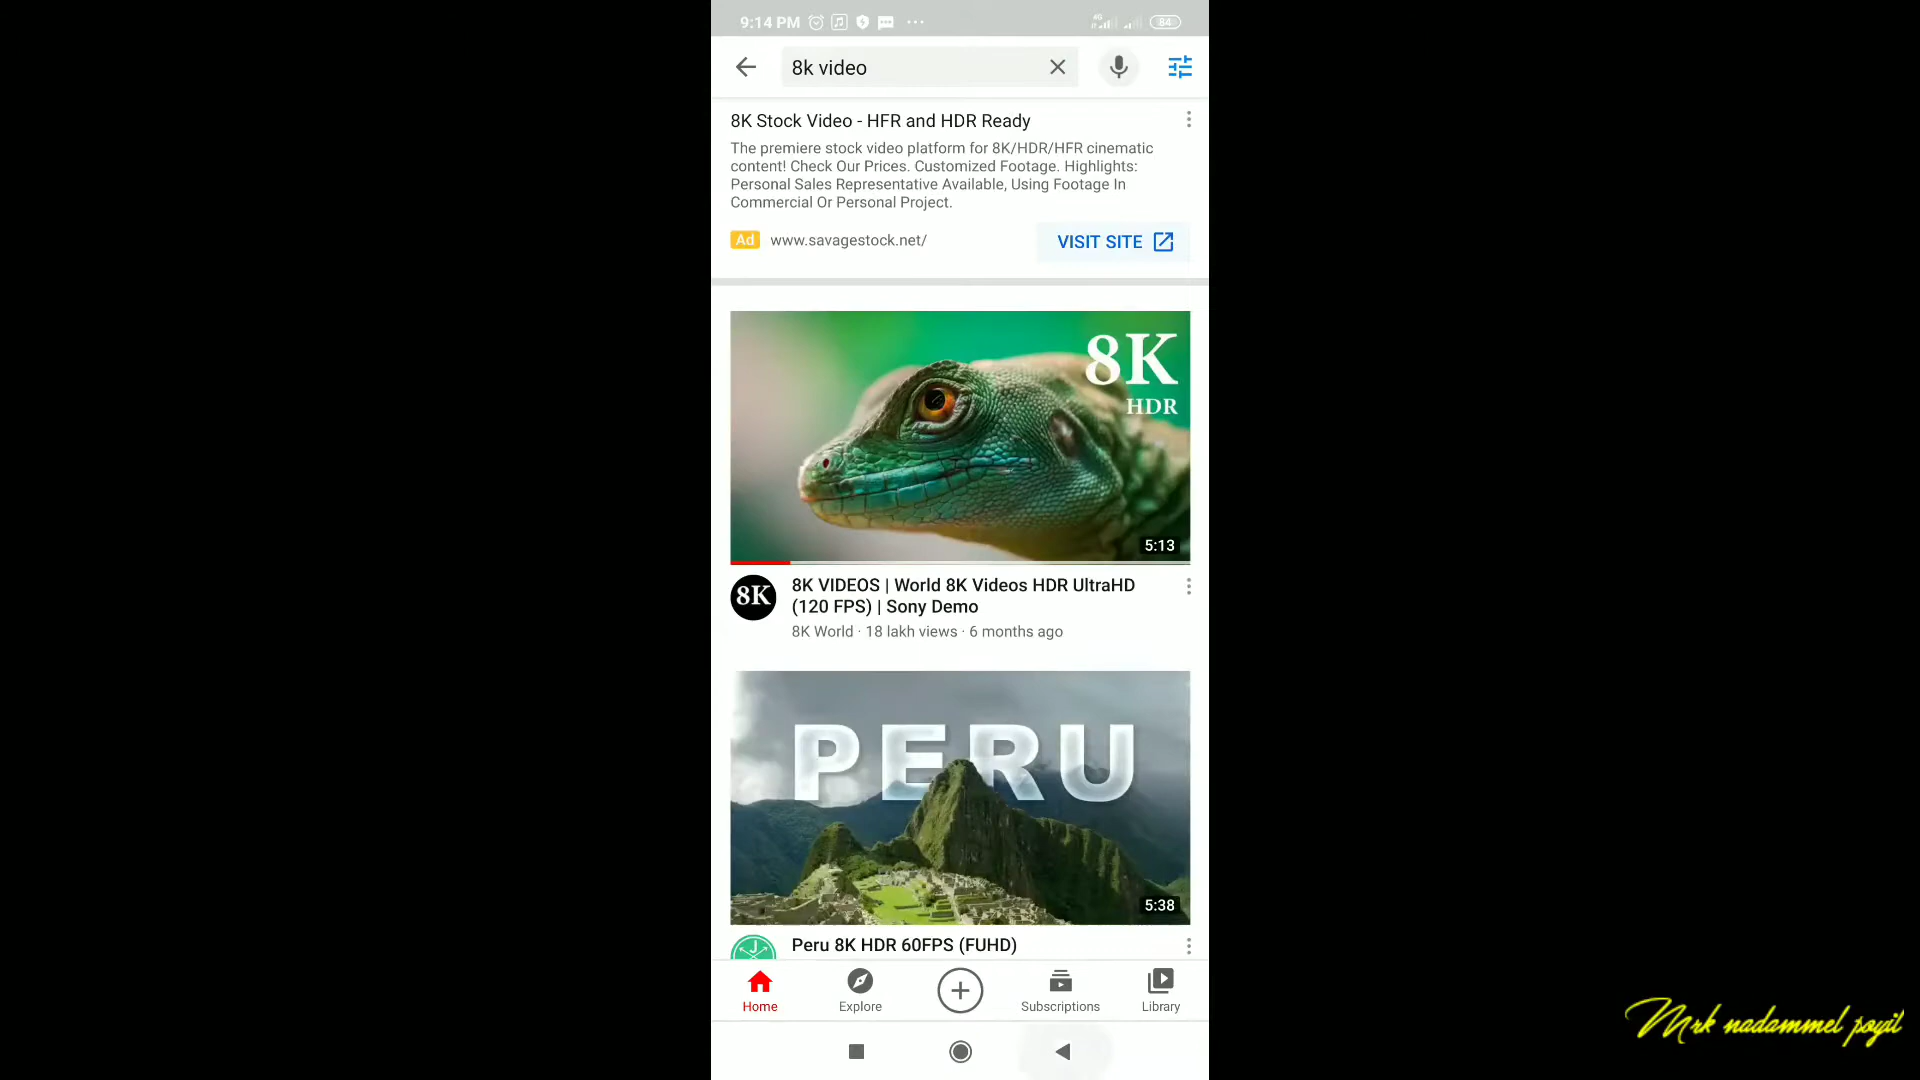 9:14 PM
4G
84
8k video
8K Stock Video - HFR and HDR Ready
The premiere stock video platform for 8K/HDR/HFR cinematic
content! Check Our Prices. Customized Footage. Highlights:
Personal Sales Representative Available, Using Footage In
Commercial Or Personal Project.
Ad www.savagestock.net/
VISIT SITE
8K
HDR
5:13
8K
8K VIDEOS | World 8K Videos HDR UltraHD
(120 FPS) | Sony Demo
8K World · 18 lakh views · 6 months ago
PERU
5:38
J
Peru 8K HDR 60FPS (FUHD)
Home
Explore
Subscriptions
Library
Mrk nadammel poyil